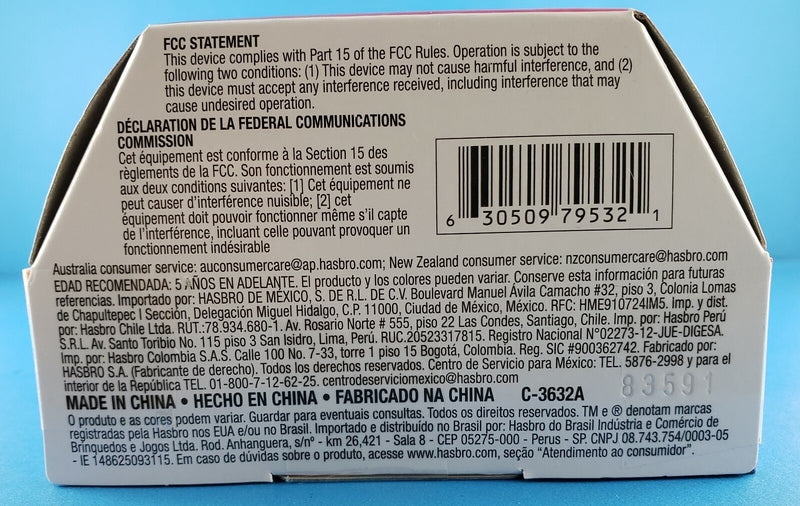 FCC STATEMENT
This device complies with Part 15 of the FCC Rules. Operation is subject to the
following two conditions: (1) This device may not cause harmful interference, and (2)
this device must accept any interference received, including interference that may
cause undesired operation.
DÉCLARATION DE LA FEDERAL COMMUNICATIONS
COMMISSION
Cet équipement est conforme à la Section 15 des
règlements de la FCC. Son fonctionnement est soumis
aux deux conditions suivantes: [1] Cet équipement ne
peut causer d'interférence nuisible; [2] cet
équipement doit pouvoir fonctionner même s'il capte
de l'interférence, incluant celle pouvant provoquer un
fonctionnement indésirable
6 30509 79532 1
Australia consumer service: auconsumercare@ap.hasbro.com; New Zealand consumer service: nzconsumercare@hasbro.com
EDAD RECOMENDADA: 5 AÑOS EN ADELANTE. El producto y los colores pueden variar. Conserve esta información para futuras
referencias. Importado por: HASBRO DE MÉXICO, S. DE R.L. DE C.V. Boulevard Manuel Ávila Camacho #32, piso 3, Colonia Lomas
de Chapultepec I Sección, Delegación Miguel Hidalgo, C.P. 11000, Ciudad de México, México. RFC: HME910724IM5. Imp. y dist.
por: Hasbro Chile Ltda. RUT.:78.934.680-1. Av. Rosario Norte # 555, piso 22 Las Condes, Santiago, Chile. Imp. por: Hasbro Perú
S.R.L. Av. Santo Toribio No. 115 piso 3 San Isidro, Lima, Perú. RUC.20523317815. Registro Nacional N°02273-12-JUE-DIGESA.
Imp. por: Hasbro Colombia S.A.S. Calle 100 No. 7-33, torre 1 piso 15 Bogotá, Colombia. Reg. SIC #900362742. Fabricado por:
HASBRO S.A. (Fabricante de derecho). Todos los derechos reservados. Centro de Servicio para México: TEL. 5876-2998 y para el
interior de la República TEL. 01-800-7-12-62-25. centrodeserviciomexico@hasbro.com
83591
MADE IN CHINA • HECHO EN CHINA • FABRICADO NA CHINA C-3632A
O produto e as cores podem variar. Guardar para eventuais consultas. Todos os direitos reservados. TM e ® denotam marcas
registradas pela Hasbro nos EUA e/ou no Brasil. Importado e distribuído no Brasil por: Hasbro do Brasil Indústria e Comércio de
Brinquedos e Jogos Ltda. Rod. Anhanguera, s/nº - km 26,421 - Sala 8 - CEP 05275-000 - Perus - SP. CNPJ 08.743.754/0003-05
- IE 148625093115. Em caso de dúvidas sobre o produto, acesse www.hasbro.com, seção "Atendimento ao consumidor".